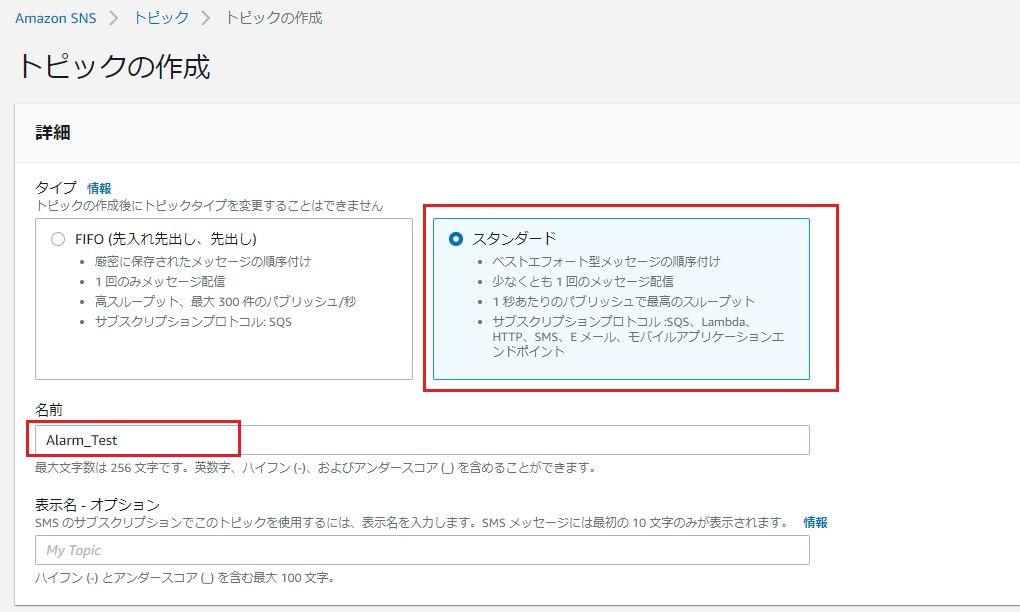 Amazon SNS > トピック > トピックの作成
トピックの作成
詳細
タイプ 情報
トピックの作成後にトピックタイプを変更することはできません
FIFO (先入れ先出し、先出し)
• 厳密に保存されたメッセージの順序付け
• 1 回のみメッセージ配信
• 高スループット、最大 300 件のパブリッシュ/秒
• サブスクリプションプロトコル: SQS
スタンダード
• ベストエフォート型メッセージの順序付け
• 少なくとも 1 回のメッセージ配信
• 1 秒あたりのパブリッシュで最高のスループット
• サブスクリプションプロトコル :SQS、Lambda、
HTTP、SMS、E メール、モバイルアプリケーションエ
ンドポイント
名前
Alarm_Test
最大文字数は 256 文字です。英数字、ハイフン (-)、およびアンダースコア (_) を含めることができます。
表示名 - オプション
SMS のサブスクリプションでこのトピックを使用するには、表示名を入力します。SMS メッセージには最初の 10 文字のみが表示されます。 情報
My Topic
ハイフン (-) とアンダースコア (_) を含む最大 100 文字。